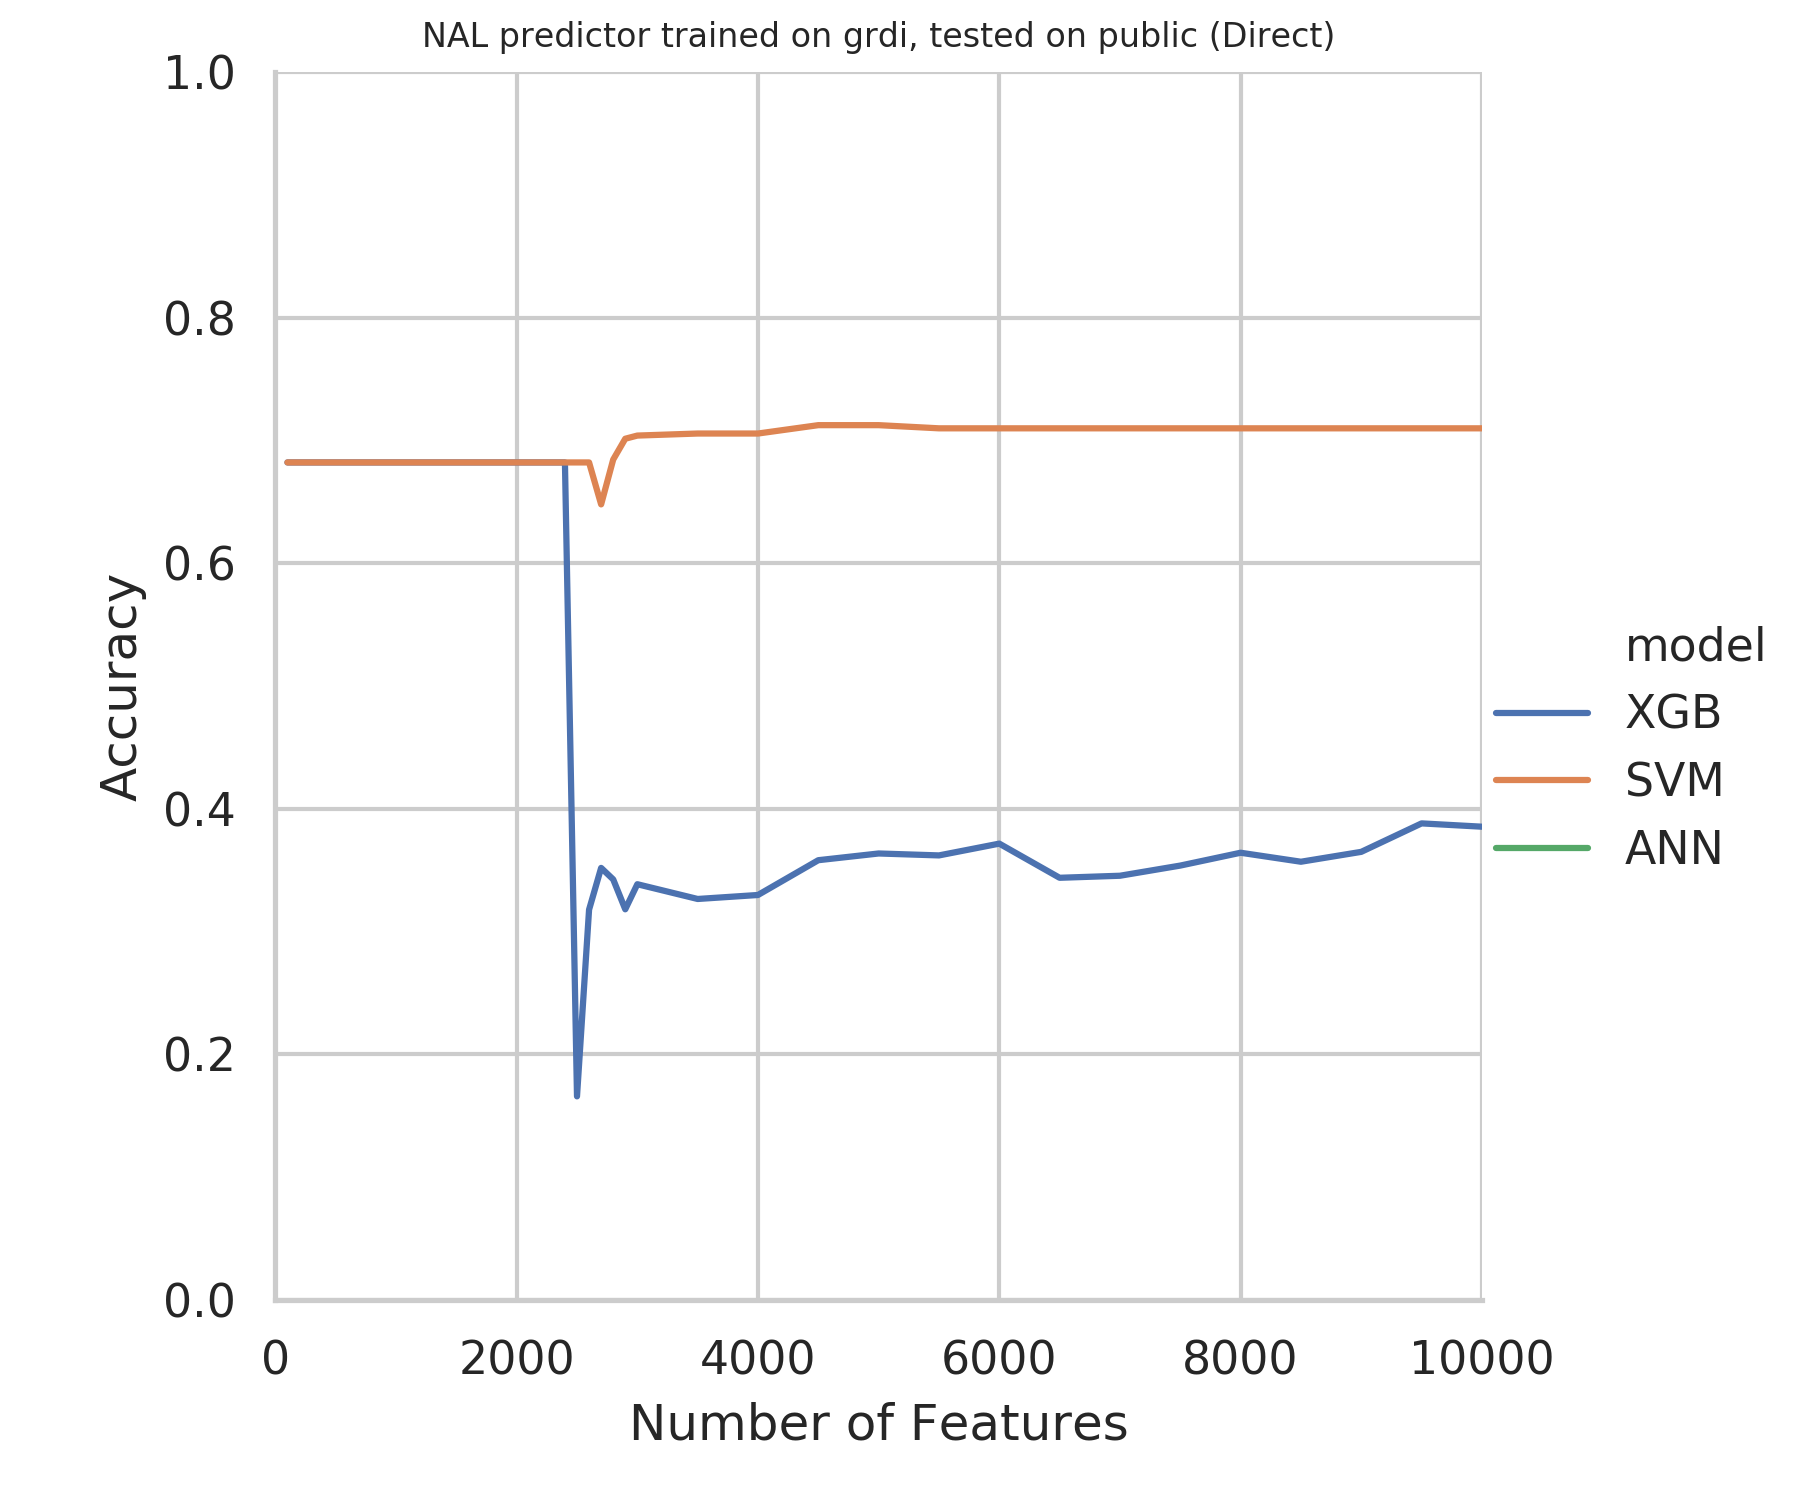 NAL predictor trained on grdi, tested on public (Direct)
1.0
0.8
0.6
0.4
0.2
0.0
Accuracy
0 2000 4000 6000 8000 10000
Number of Features
model
XGB
SVM
ANN